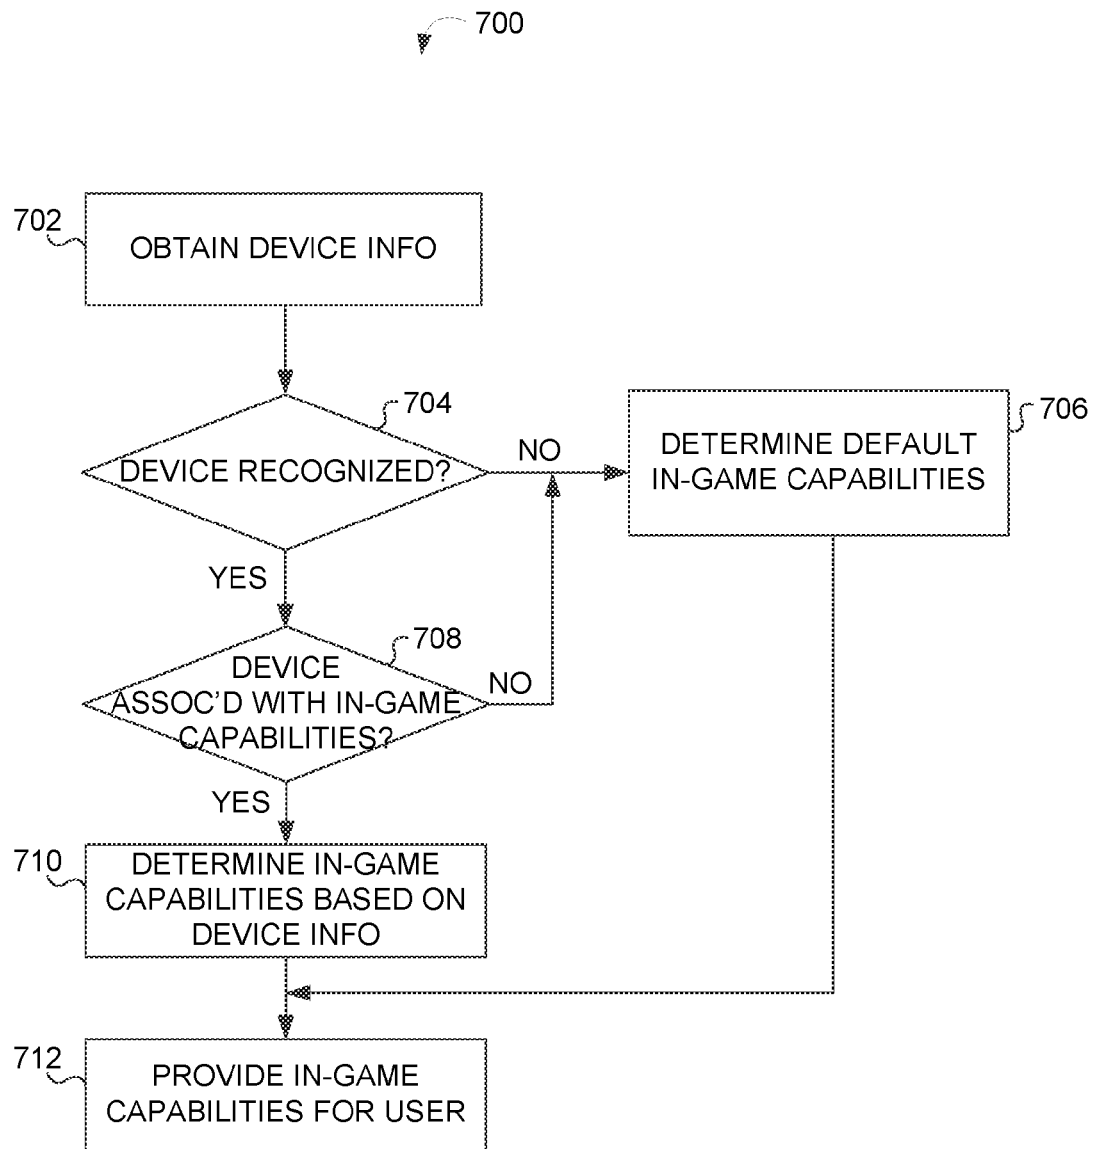 700
702
OBTAIN DEVICE INFO
704
DEVICE RECOGNIZED?
NO
706
DETERMINE DEFAULT
IN-GAME CAPABILITIES
YES
708
DEVICE
ASSOC'D WITH IN-GAME
CAPABILITIES?
NO
YES
710
DETERMINE IN-GAME
CAPABILITIES BASED ON
DEVICE INFO
712
PROVIDE IN-GAME
CAPABILITIES FOR USER